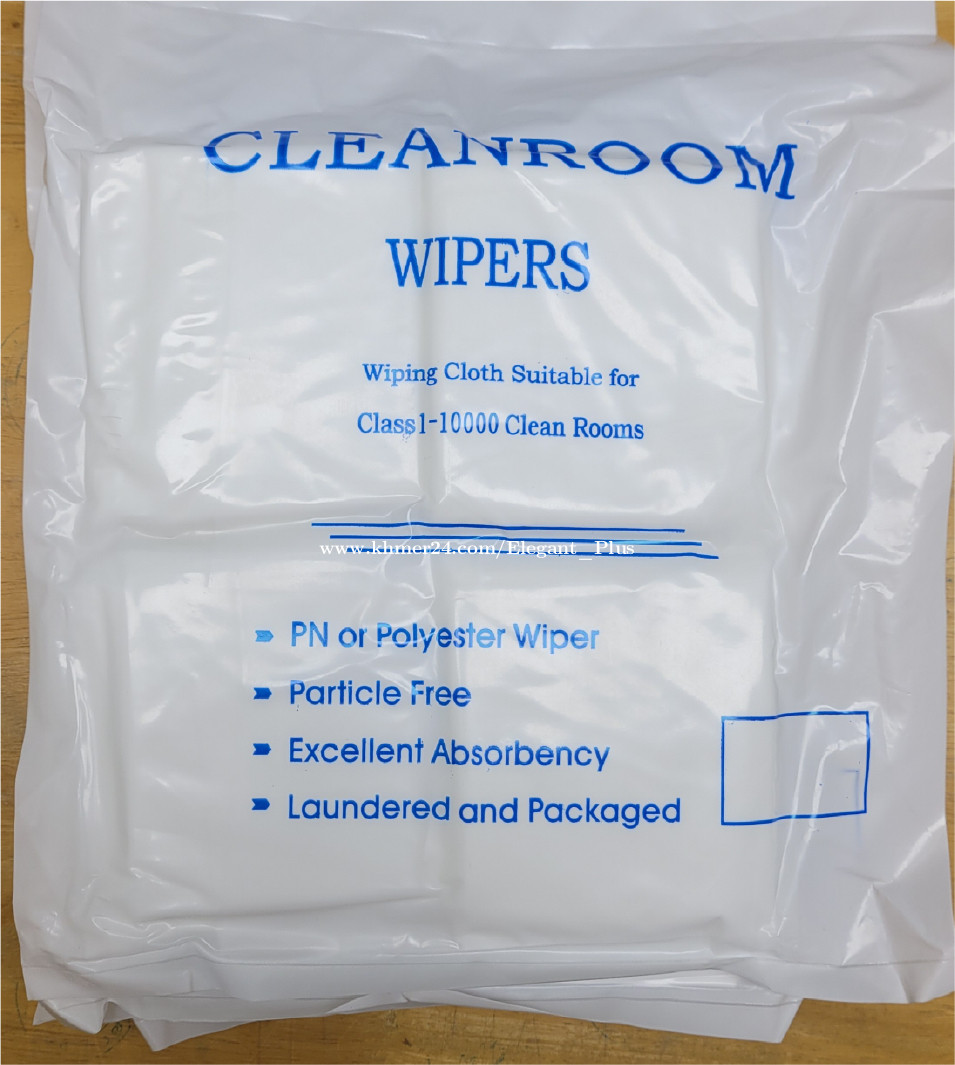 CLEANROOM
WIPERS
Wiping Cloth Suitable for
Class1-10000 Clean Rooms
www.khmer24.com/Elegant_Plus
PN or Polyester Wiper
Particle Free
Excellent Absorbency
Laundered and Packaged